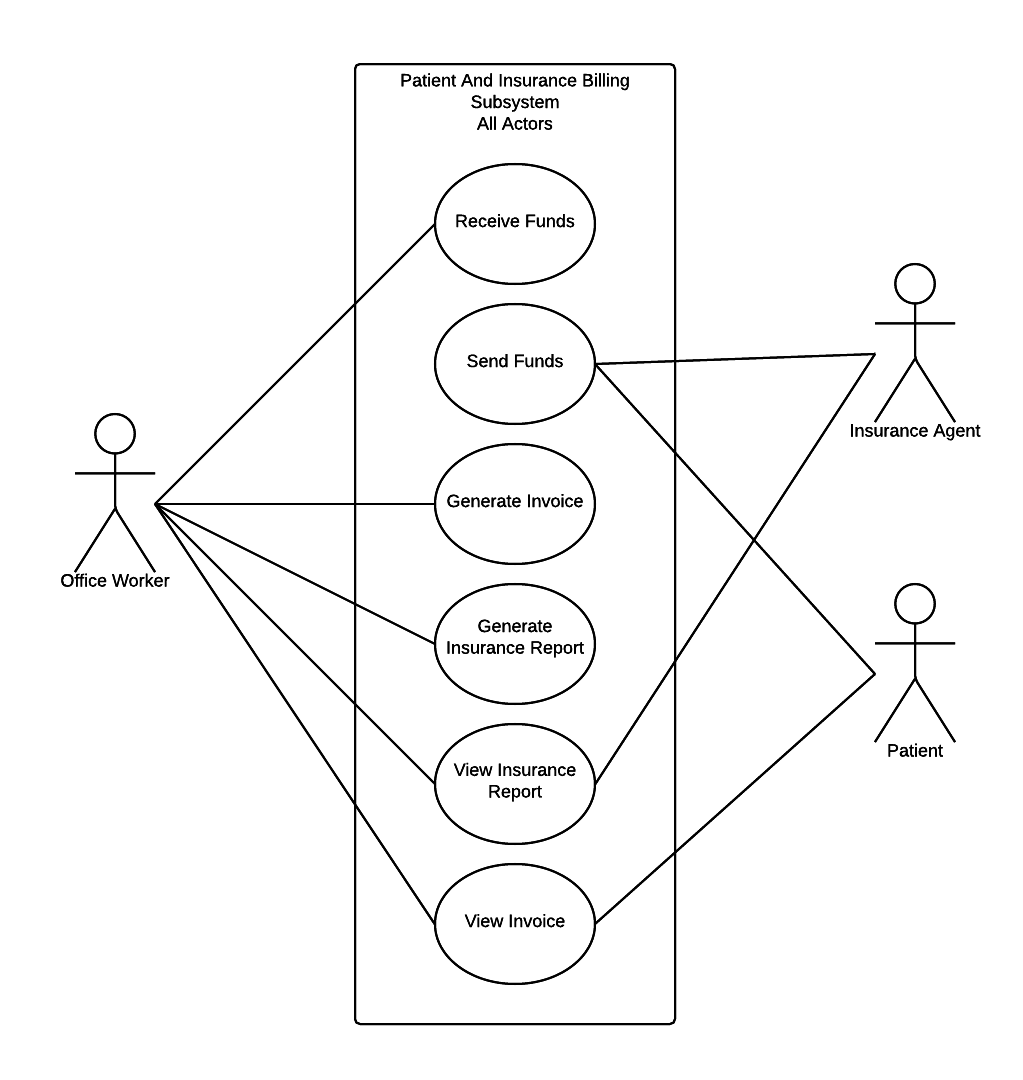 Patient And Insurance Billing
Subsystem
All Actors
Receive Funds
Send Funds
Insurance Agent
Generate Invoice
Office Worker
Generate
Insurance Report
Patient
View Insurance
Report
View Invoice